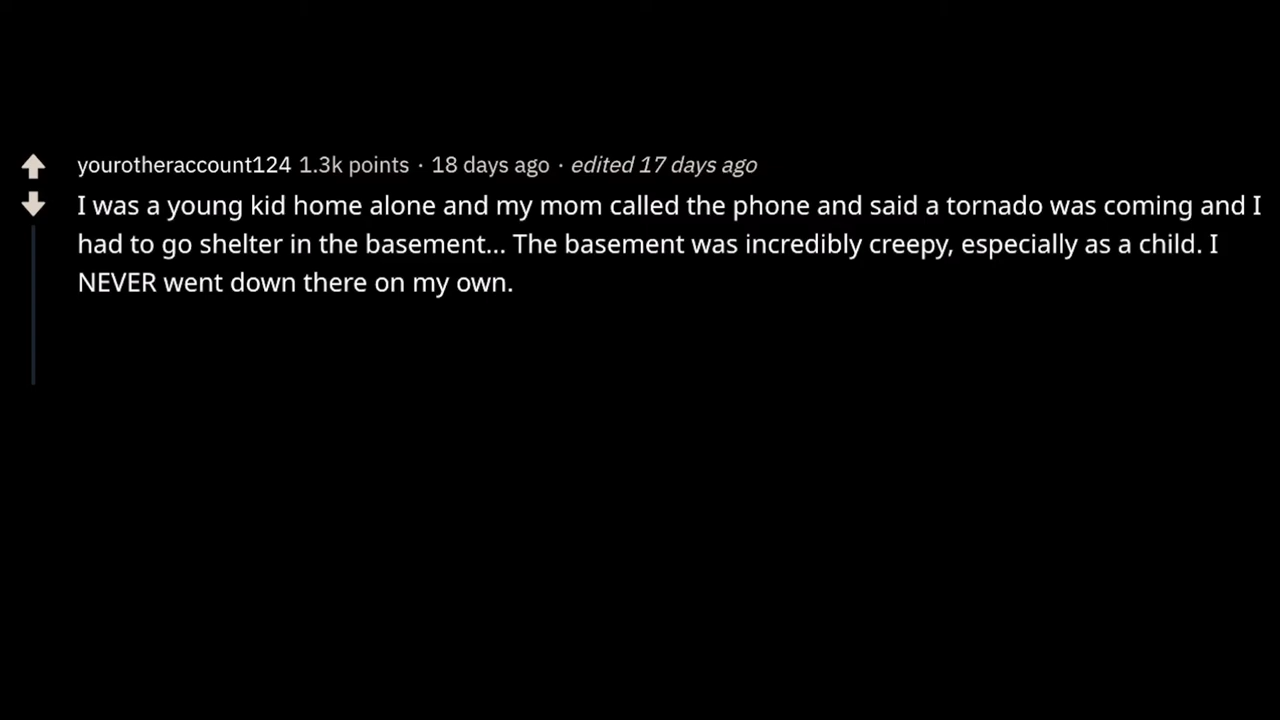 yourotheraccount124 1.3k points · 18 days ago · edited 17 days ago
I was a young kid home alone and my mom called the phone and said a tornado was coming and I
had to go shelter in the basement... The basement was incredibly creepy, especially as a child. I
NEVER went down there on my own.